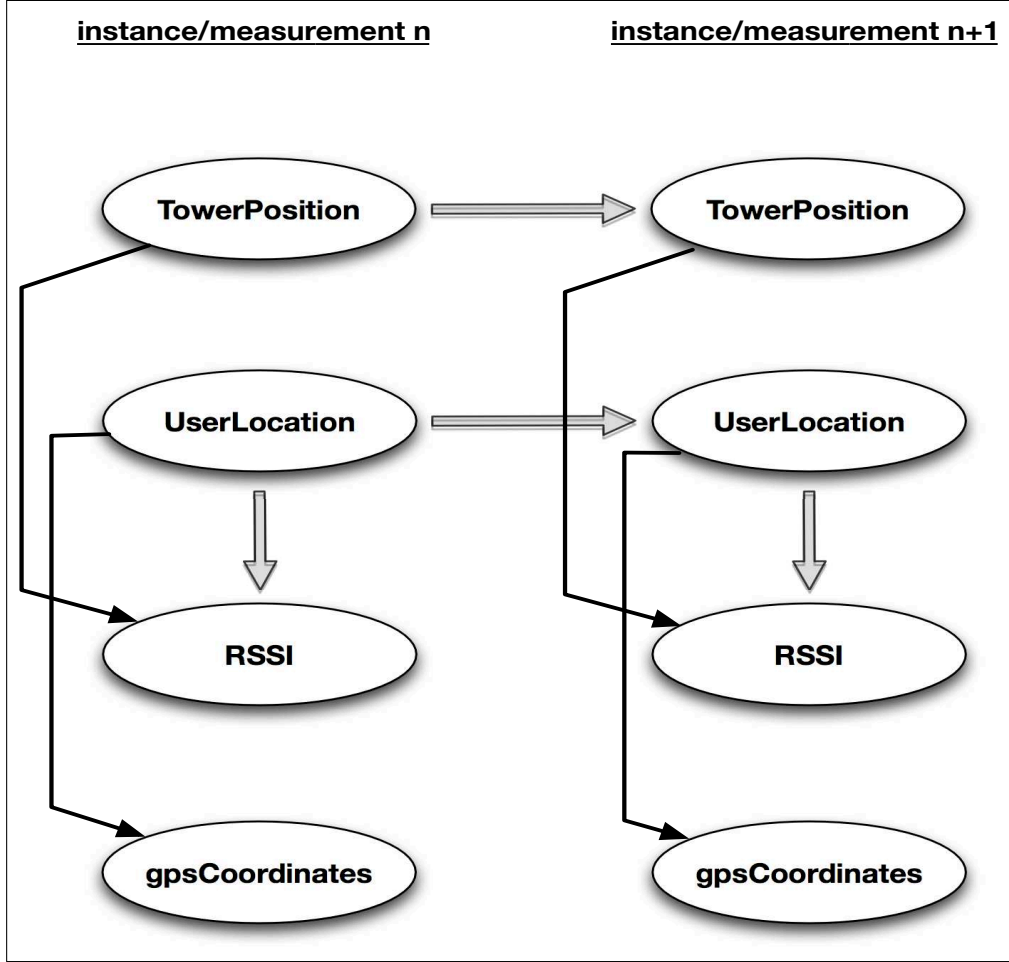 instance/measurement n
instance/measurement n+1
TowerPosition
TowerPosition
UserLocation
UserLocation
RSSI
RSSI
gpsCoordinates
gpsCoordinates